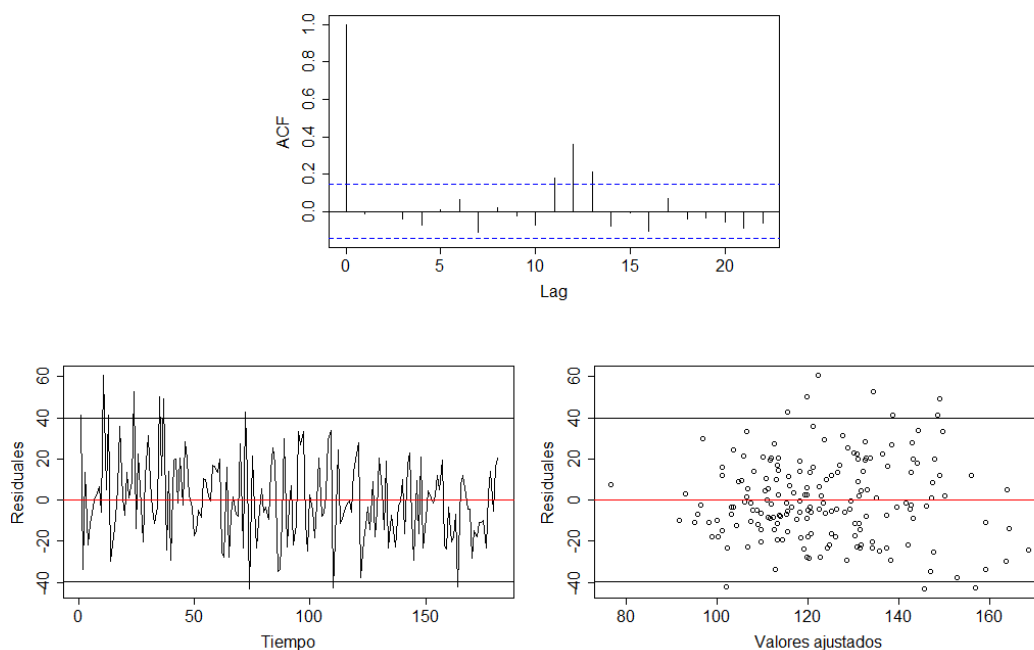 ACF
0.0 0.2 0.4 0.6 0.8 1.0
0 5 10 15 20
Lag
Residuales
-40 -20 0 20 40 60
0 50 100 150
Tiempo
Residuales
-40 -20 0 20 40 60
80 100 120 140 160
Valores ajustados